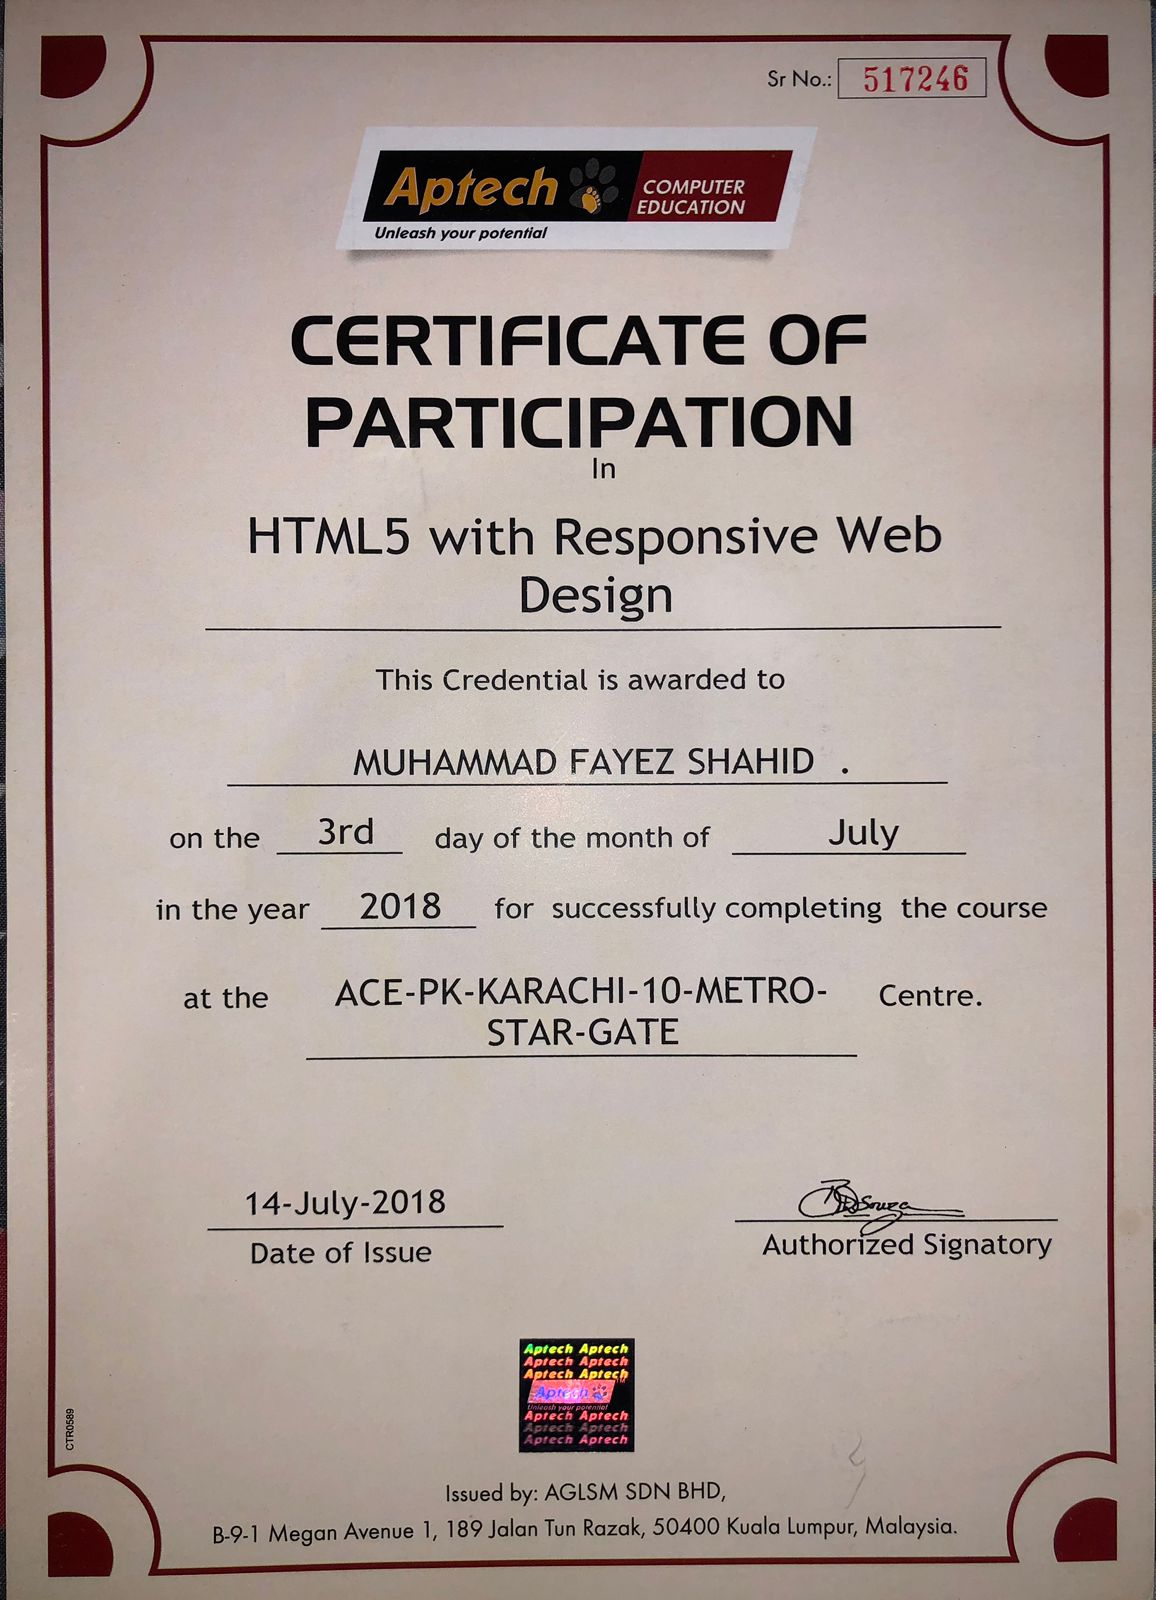 Sr No.: 517246
Aptech COMPUTER EDUCATION
Unleash your potential
CERTIFICATE OF
PARTICIPATION
In
HTML5 with Responsive Web
Design
This Credential is awarded to
MUHAMMAD FAYEZ SHAHID .
on the 3rd day of the month of July
in the year 2018 for successfully completing the course
at the ACE-PK-KARACHI-10-METRO- Centre.
STAR-GATE
14-July-2018
Date of Issue
Authorized Signatory
Aptech Aptech
Aptech Aptech
Aptech Aptech
Aptech TM
Unleash your potential
Aptech Aptech
Aptech Aptech
Aptech Aptech
CTR0589
Issued by: AGLSM SDN BHD,
B-9-1 Megan Avenue 1, 189 Jalan Tun Razak, 50400 Kuala Lumpur, Malaysia.